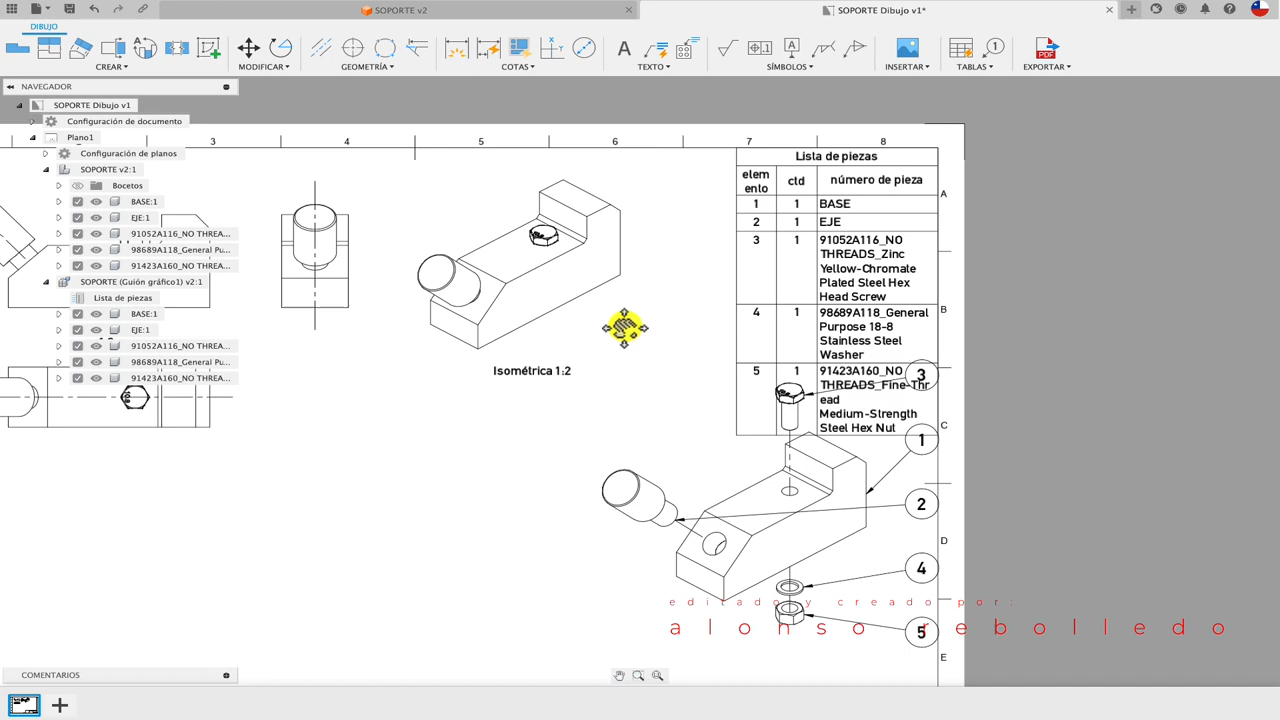 SOPORTE v2
SOPORTE Dibujo v1*
DIBUJO
CREAR
MODIFICAR
GEOMETRÍA
COTAS
TEXTO
SÍMBOLOS
INSERTAR
TABLAS
EXPORTAR
NAVEGADOR
SOPORTE Dibujo v1
Configuración de documento
Plano1
Configuración de planos
SOPORTE v2:1
Bocetos
BASE:1
EJE:1
91052A116_NO THREA...
98689A118_General Pu...
91423A160_NO THREA...
SOPORTE (Guión gráfico1) v2:1
Lista de piezas
BASE:1
EJE:1
91052A116_NO THREA...
98689A118_General Pu...
91423A160_NO THREA...
3 4 5 6 7 8
A
B
C
D
E
Isométrica 1:2
Lista de piezas
elem
ento ctd número de pieza
1 1 BASE
2 1 EJE
3 1 91052A116_NO
THREADS_Zinc
Yellow-Chromate
Plated Steel Hex
Head Screw
4 1 98689A118_General
Purpose 18-8
Stainless Steel
Washer
5 1 91423A160_NO
THREADS_Fine-Thr
ead
Medium-Strength
Steel Hex Nut
3
1
2
4
5
editado y creado por:
alonso rebolledo
COMENTARIOS